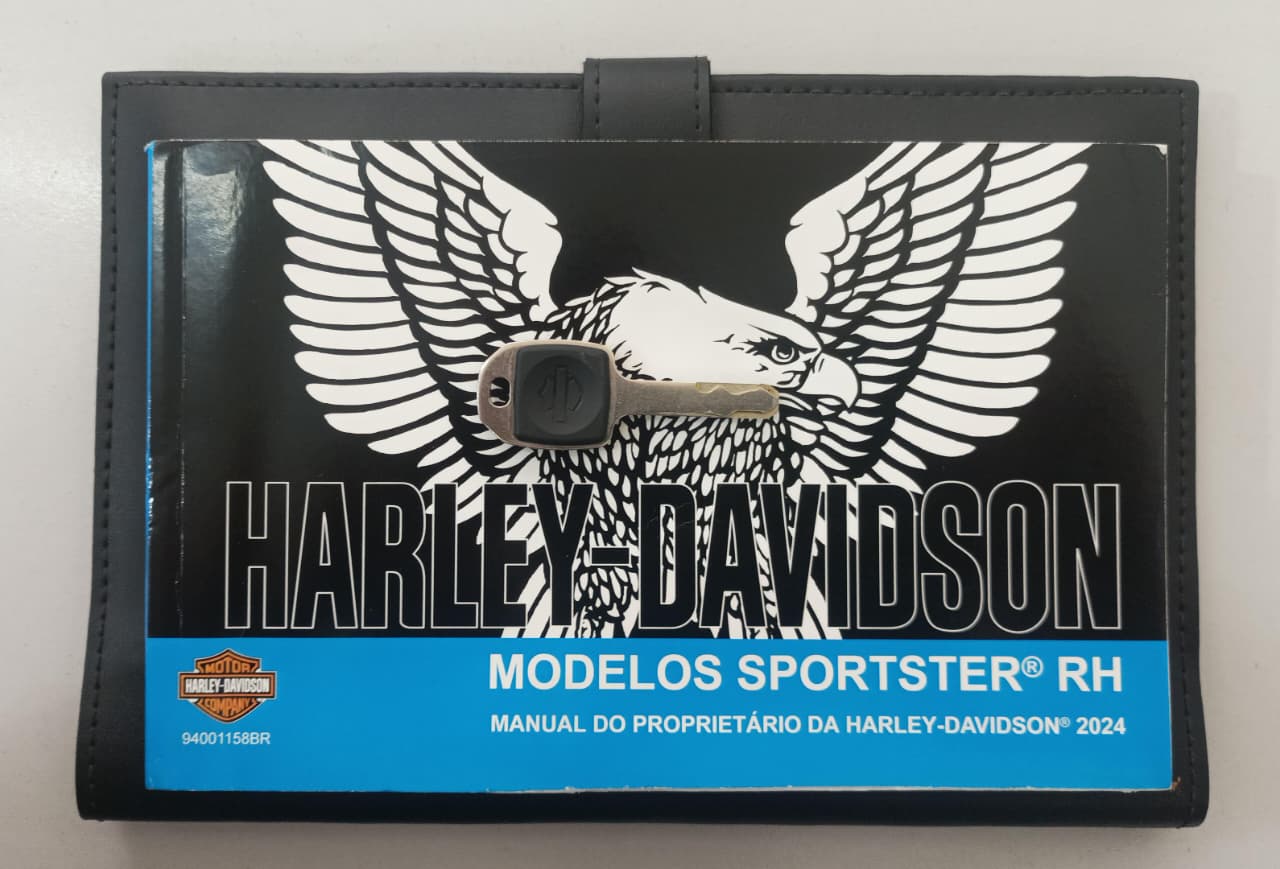 HARLEY-DAVIDSON
MODELOS SPORTSTER® RH
MANUAL DO PROPRIETÁRIO DA HARLEY-DAVIDSON® 2024
MOTOR
HARLEY-DAVIDSON
COMPANY
94001158BR